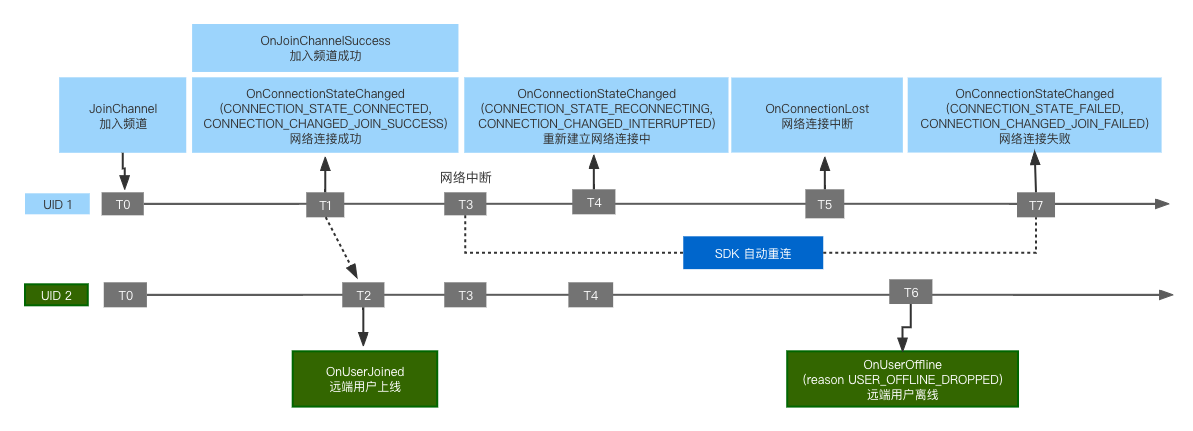 OnJoinChannelSuccess
加入频道成功
JoinChannel
加入频道
OnConnectionStateChanged
(CONNECTION_STATE_CONNECTED,
CONNECTION_CHANGED_JOIN_SUCCESS)
网络连接成功
OnConnectionStateChanged
(CONNECTION_STATE_RECONNECTING,
CONNECTION_CHANGED_INTERRUPTED)
重新建立网络连接中
OnConnectionLost
网络连接中断
OnConnectionStateChanged
(CONNECTION_STATE_FAILED,
CONNECTION_CHANGED_JOIN_FAILED)
网络连接失败
网络中断
UID 1
T0
T1
T3
T4
T5
T7
SDK 自动重连
UID 2
T0
T2
T3
T4
T6
OnUserJoined
远端用户上线
OnUserOffline
(reason USER_OFFLINE_DROPPED)
远端用户离线